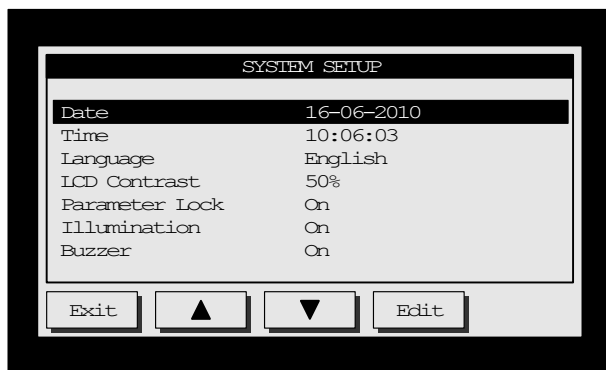 SYSTEM SETUP
Date 16-06-2010
Time 10:06:03
Language English
LCD Contrast 50%
Parameter Lock On
Illumination On
Buzzer On
Exit ▲ ▼ Edit